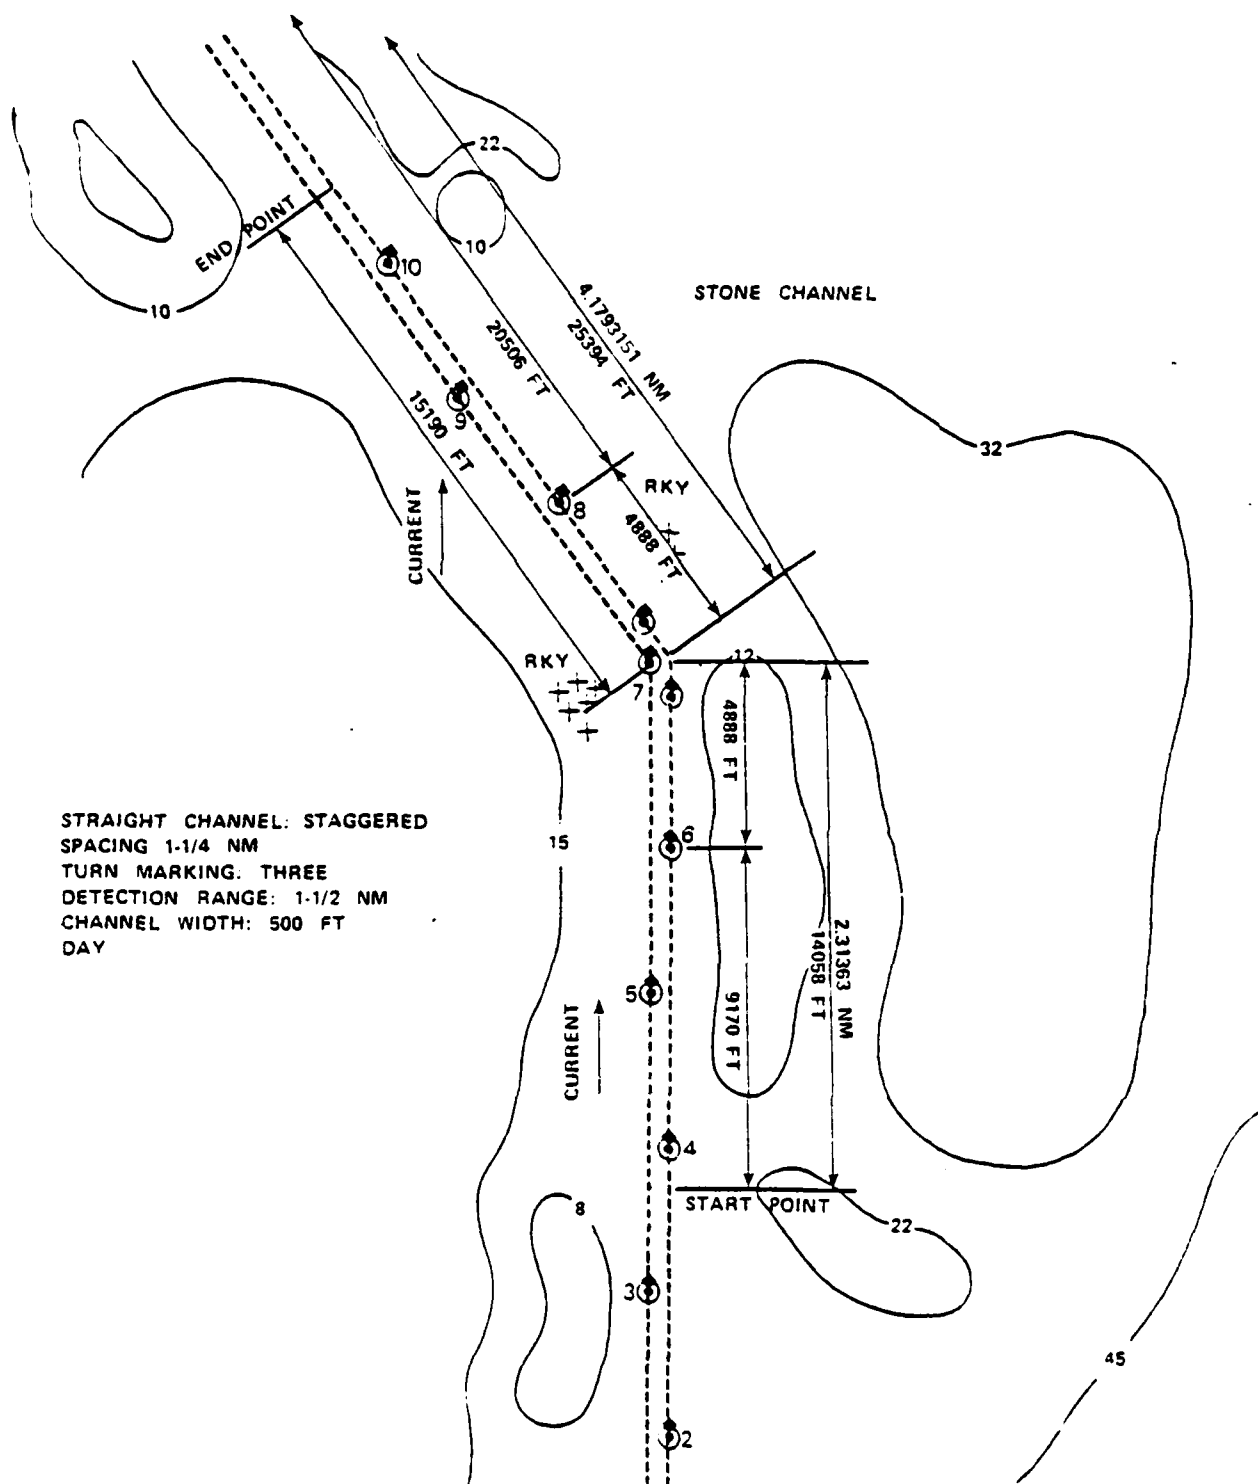 22
10
END POINT
10
10
STONE CHANNEL
4.1793151 NM
25394 FT
20506 FT
15190 FT
9
32
RKY
8
4888 FT
CURRENT
RKY
12
7
4888 FT
STRAIGHT CHANNEL: STAGGERED
SPACING 1-1/4 NM
TURN MARKING: THREE
DETECTION RANGE: 1-1/2 NM
CHANNEL WIDTH: 500 FT
DAY
15
6
2.31363 NM
14058 FT
9170 FT
5
CURRENT
4
START POINT
8
22
3
45
2